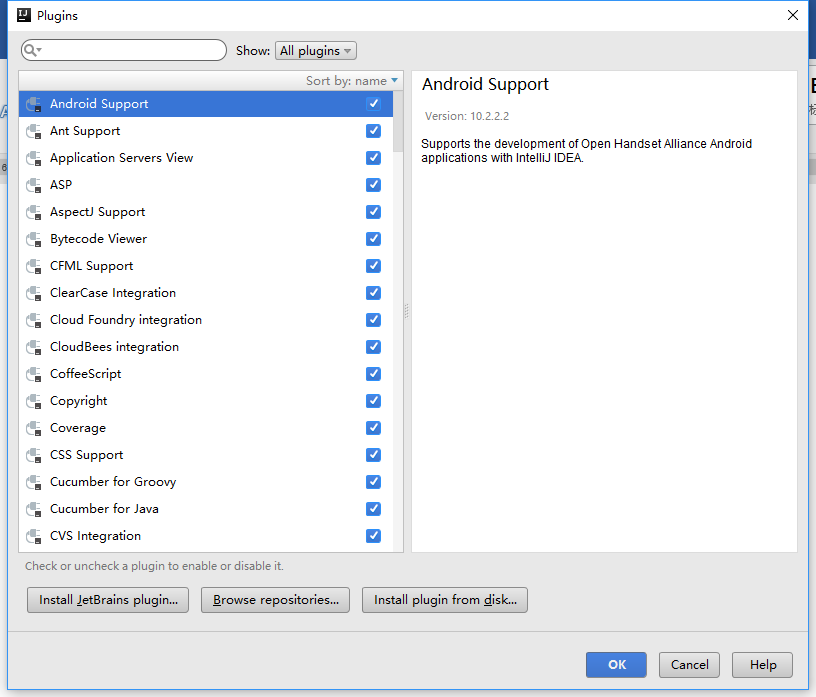 Plugins
Show: All plugins
Sort by: name
Android Support
Ant Support
Application Servers View
ASP
AspectJ Support
Bytecode Viewer
CFML Support
ClearCase Integration
Cloud Foundry integration
CloudBees integration
CoffeeScript
Copyright
Coverage
CSS Support
Cucumber for Groovy
Cucumber for Java
CVS Integration
Android Support
Version: 10.2.2.2
Supports the development of Open Handset Alliance Android
applications with IntelliJ IDEA.
Check or uncheck a plugin to enable or disable it.
Install JetBrains plugin...
Browse repositories...
Install plugin from disk...
OK
Cancel
Help